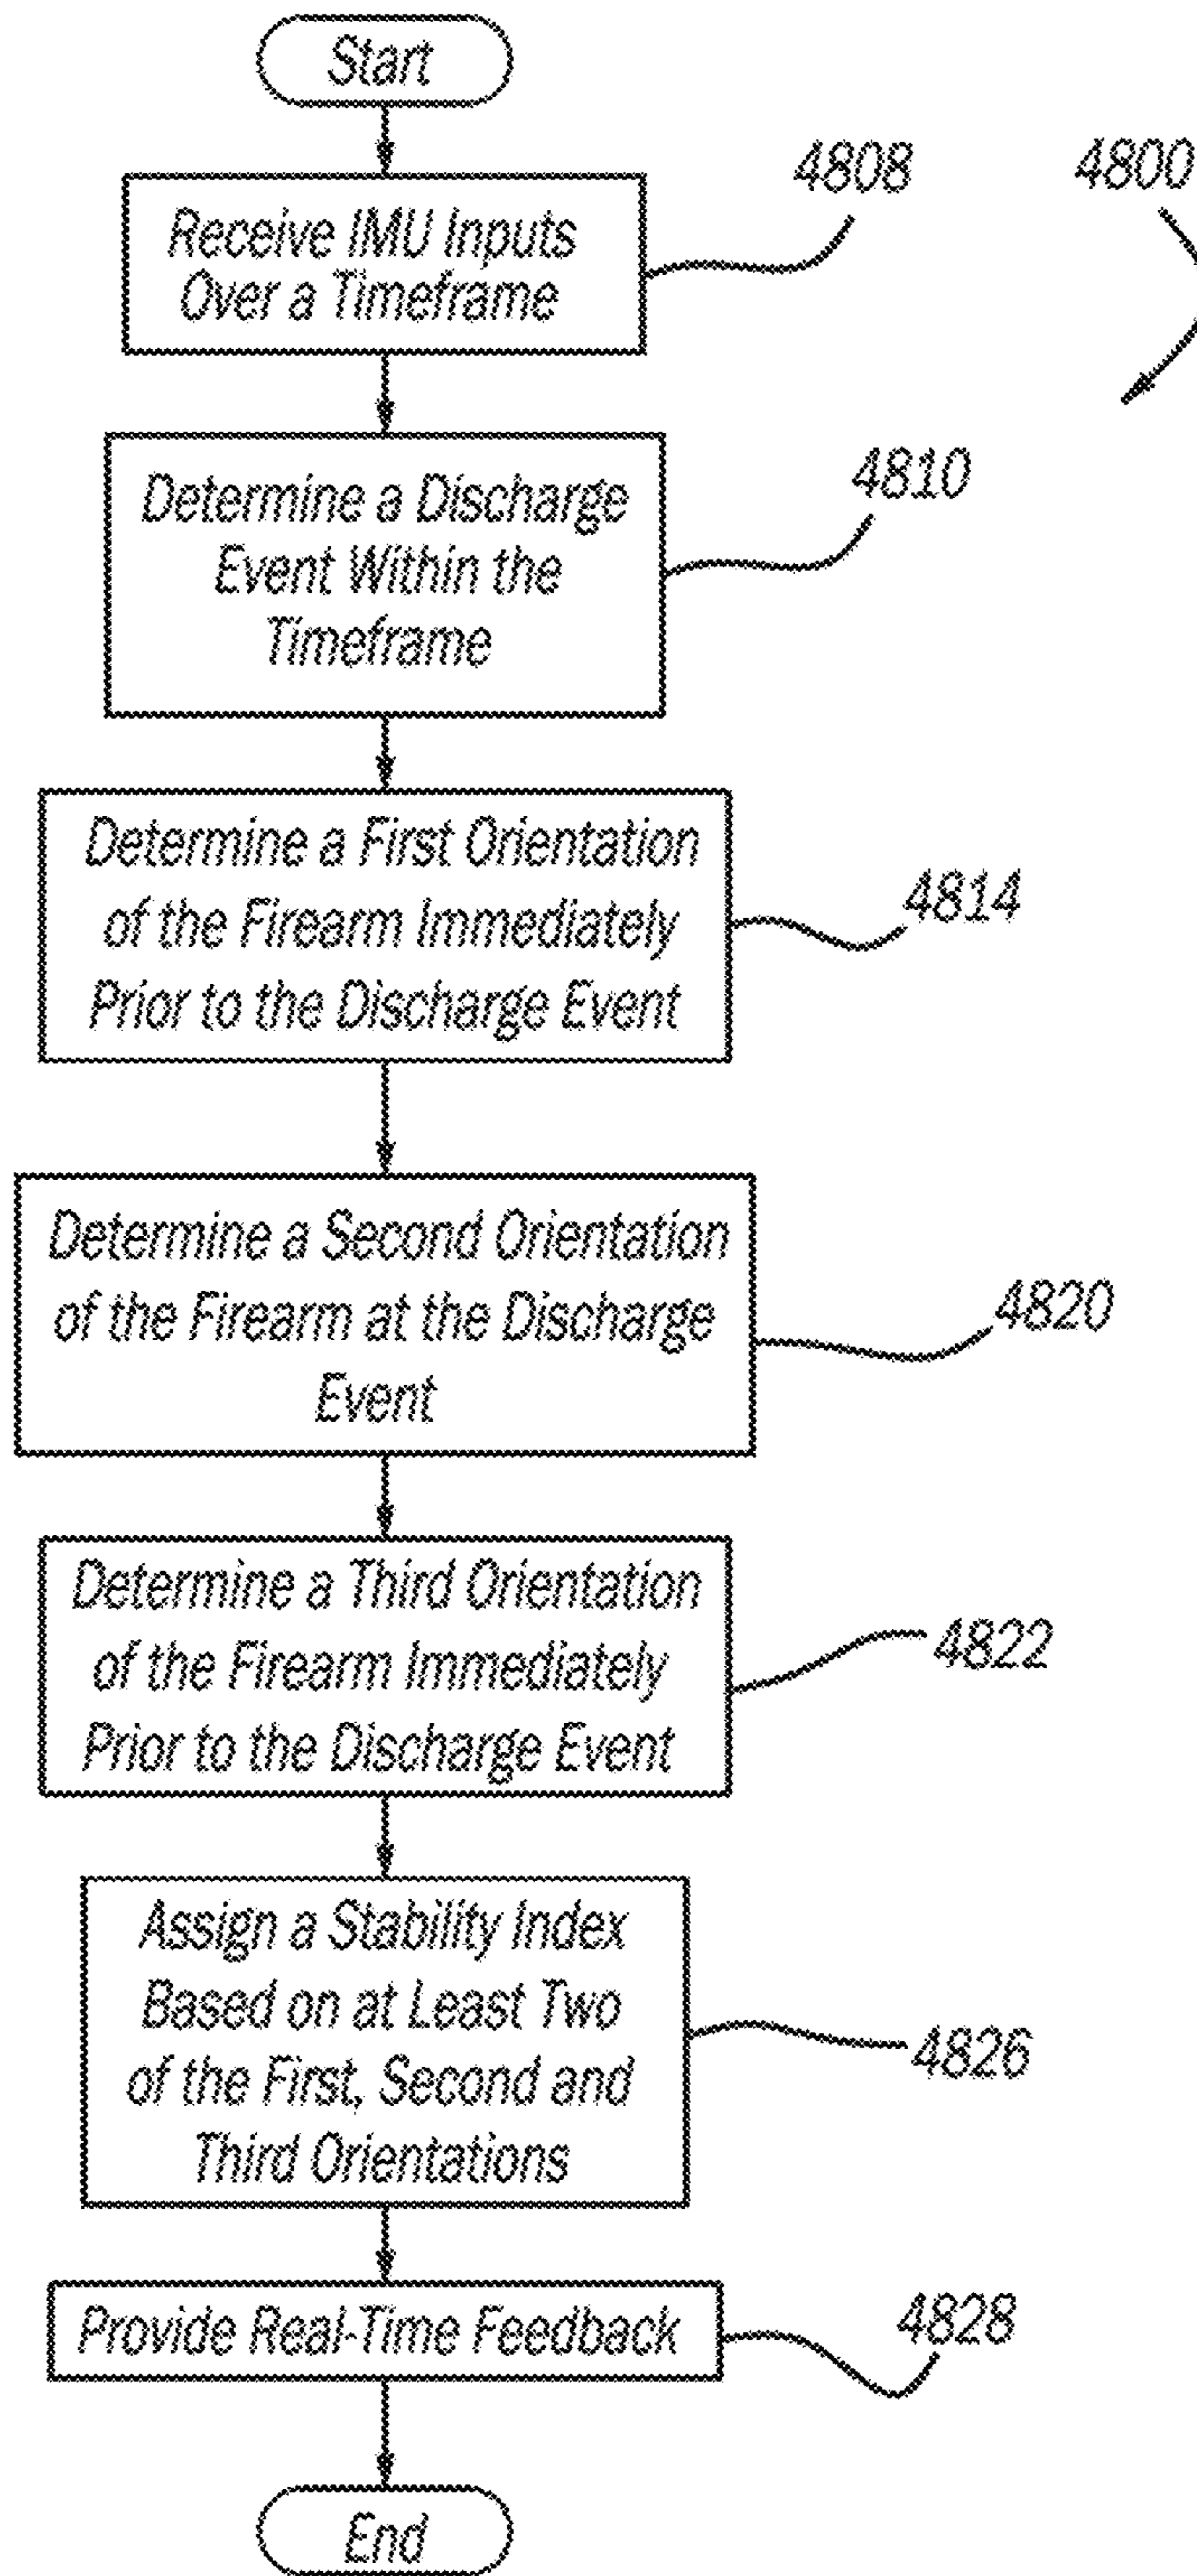 Start
4808
4800
Receive IMU Inputs
Over a Timeframe
4810
Determine a Discharge
Event Within the
Timeframe
Determine a First Orientation
of the Firearm Immediately
Prior to the Discharge Event
4814
Determine a Second Orientation
of the Firearm at the Discharge
Event
4820
Determine a Third Orientation
of the Firearm Immediately
Prior to the Discharge Event
4822
Assign a Stability Index
Based on at Least Two
of the First, Second and
Third Orientations
4826
Provide Real-Time Feedback
4828
End